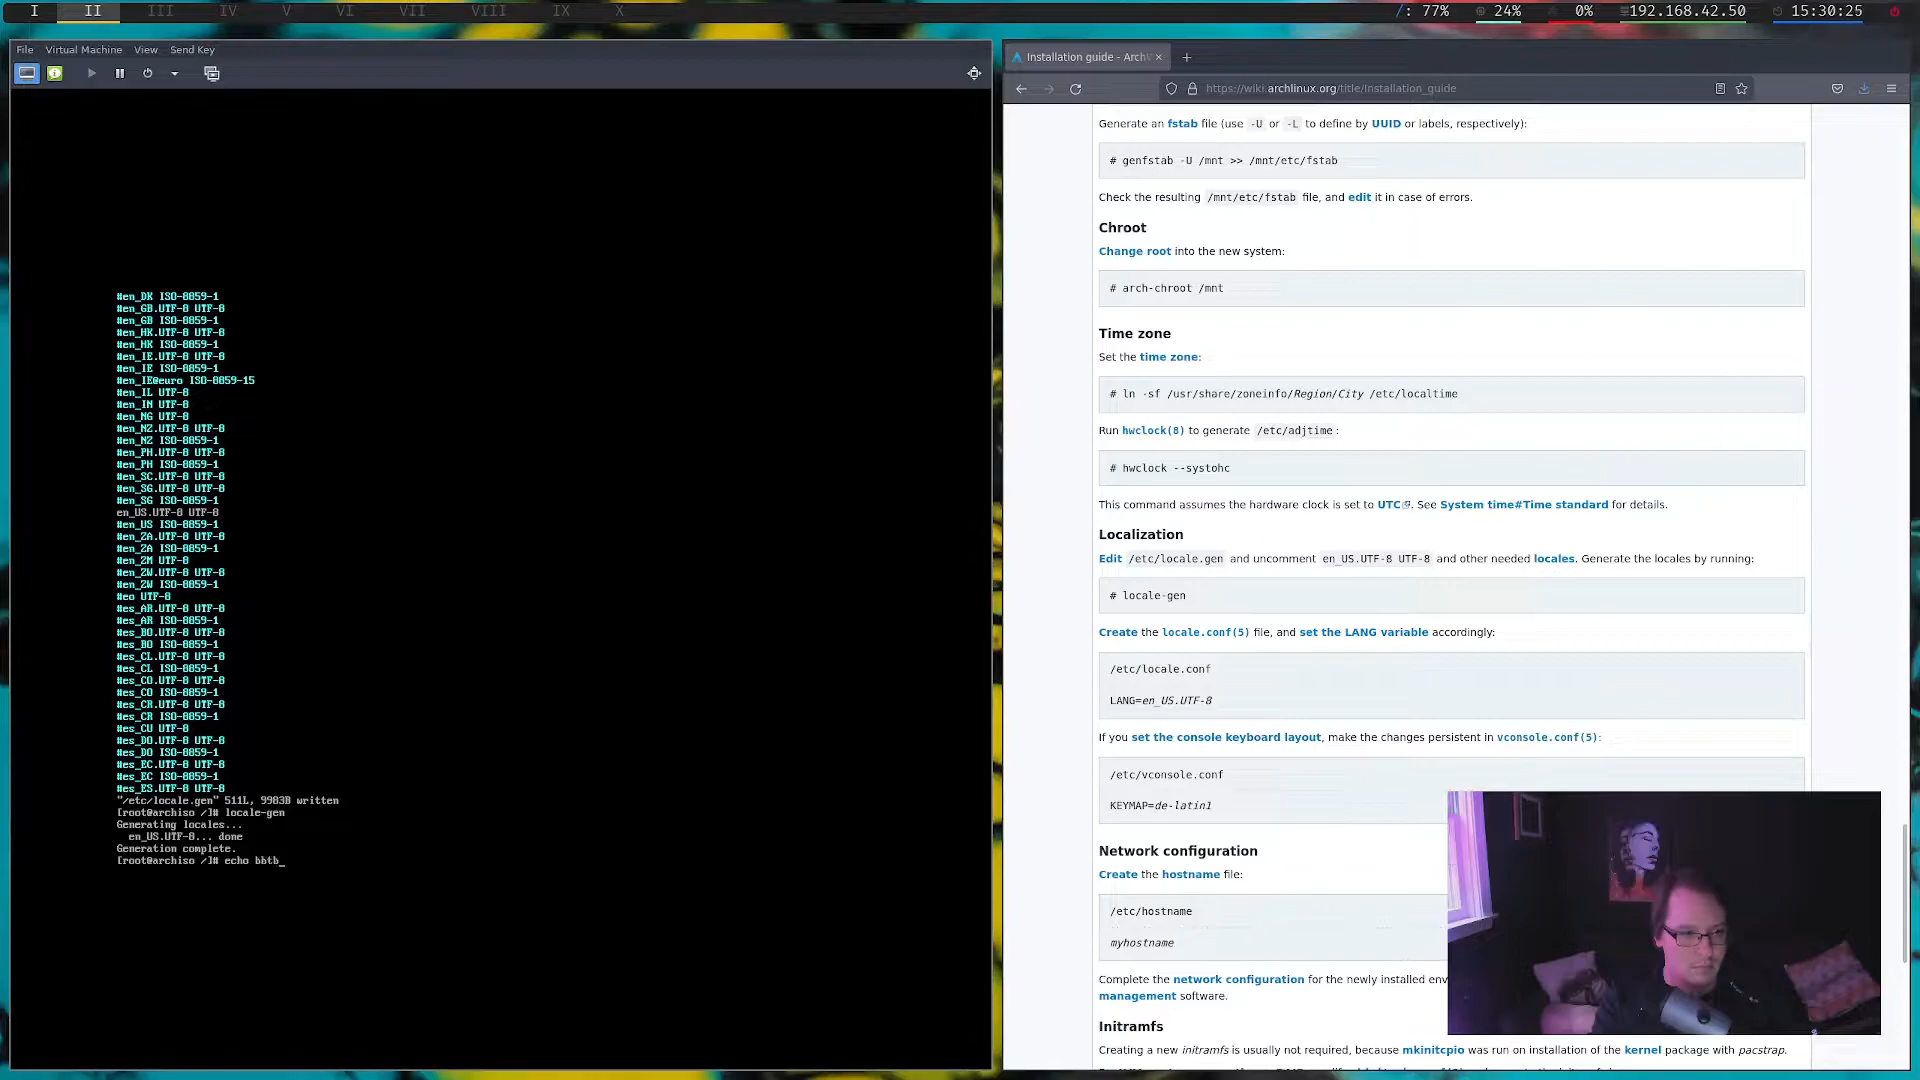 I II III IV V VI VII VIII IX X
/: 77% 24% 0% 192.168.42.50 15:30:25
File Virtual Machine View Send Key
#en_DK ISO-8859-1
#en_GB.UTF-8 UTF-8
#en_GB ISO-8859-1
#en_HK.UTF-8 UTF-8
#en_HK ISO-8859-1
#en_IE.UTF-8 UTF-8
#en_IE ISO-8859-1
#en_IE@euro ISO-8859-15
#en_IL UTF-8
#en_IN UTF-8
#en_NG UTF-8
#en_NZ.UTF-8 UTF-8
#en_NZ ISO-8859-1
#en_PH.UTF-8 UTF-8
#en_PH ISO-8859-1
#en_SC.UTF-8 UTF-8
#en_SG.UTF-8 UTF-8
#en_SG ISO-8859-1
en_US.UTF-8 UTF-8
#en_US ISO-8859-1
#en_ZA.UTF-8 UTF-8
#en_ZA ISO-8859-1
#en_ZM UTF-8
#en_ZW.UTF-8 UTF-8
#en_ZW ISO-8859-1
#eo UTF-8
#es_AR.UTF-8 UTF-8
#es_AR ISO-8859-1
#es_BO.UTF-8 UTF-8
#es_BO ISO-8859-1
#es_CL.UTF-8 UTF-8
#es_CL ISO-8859-1
#es_CO.UTF-8 UTF-8
#es_CO ISO-8859-1
#es_CR.UTF-8 UTF-8
#es_CR ISO-8859-1
#es_CU UTF-8
#es_DO.UTF-8 UTF-8
#es_DO ISO-8859-1
#es_EC.UTF-8 UTF-8
#es_EC ISO-8859-1
#es_ES.UTF-8 UTF-8
"/etc/locale.gen" 511L, 9983B written
[root@archiso /]# locale-gen
Generating locales...
en_US.UTF-8... done
Generation complete.
[root@archiso /]# echo bbtb_
Installation guide - ArchW
https://wiki.archlinux.org/title/Installation_guide
Generate an fstab file (use -U or -L to define by UUID or labels, respectively):
# genfstab -U /mnt >> /mnt/etc/fstab
Check the resulting /mnt/etc/fstab file, and edit it in case of errors.
Chroot
Change root into the new system:
# arch-chroot /mnt
Time zone
Set the time zone:
# ln -sf /usr/share/zoneinfo/Region/City /etc/localtime
Run hwclock(8) to generate /etc/adjtime:
# hwclock --systohc
This command assumes the hardware clock is set to UTC. See System time#Time standard for details.
Localization
Edit /etc/locale.gen and uncomment en_US.UTF-8 UTF-8 and other needed locales. Generate the locales by running:
# locale-gen
Create the locale.conf(5) file, and set the LANG variable accordingly:
/etc/locale.conf
LANG=en_US.UTF-8
If you set the console keyboard layout, make the changes persistent in vconsole.conf(5):
/etc/vconsole.conf
KEYMAP=de-latin1
Network configuration
Create the hostname file:
/etc/hostname
myhostname
Complete the network configuration for the newly installed env
management software.
Initramfs
Creating a new initramfs is usually not required, because mkinitcpio was run on installation of the kernel package with pacstrap.